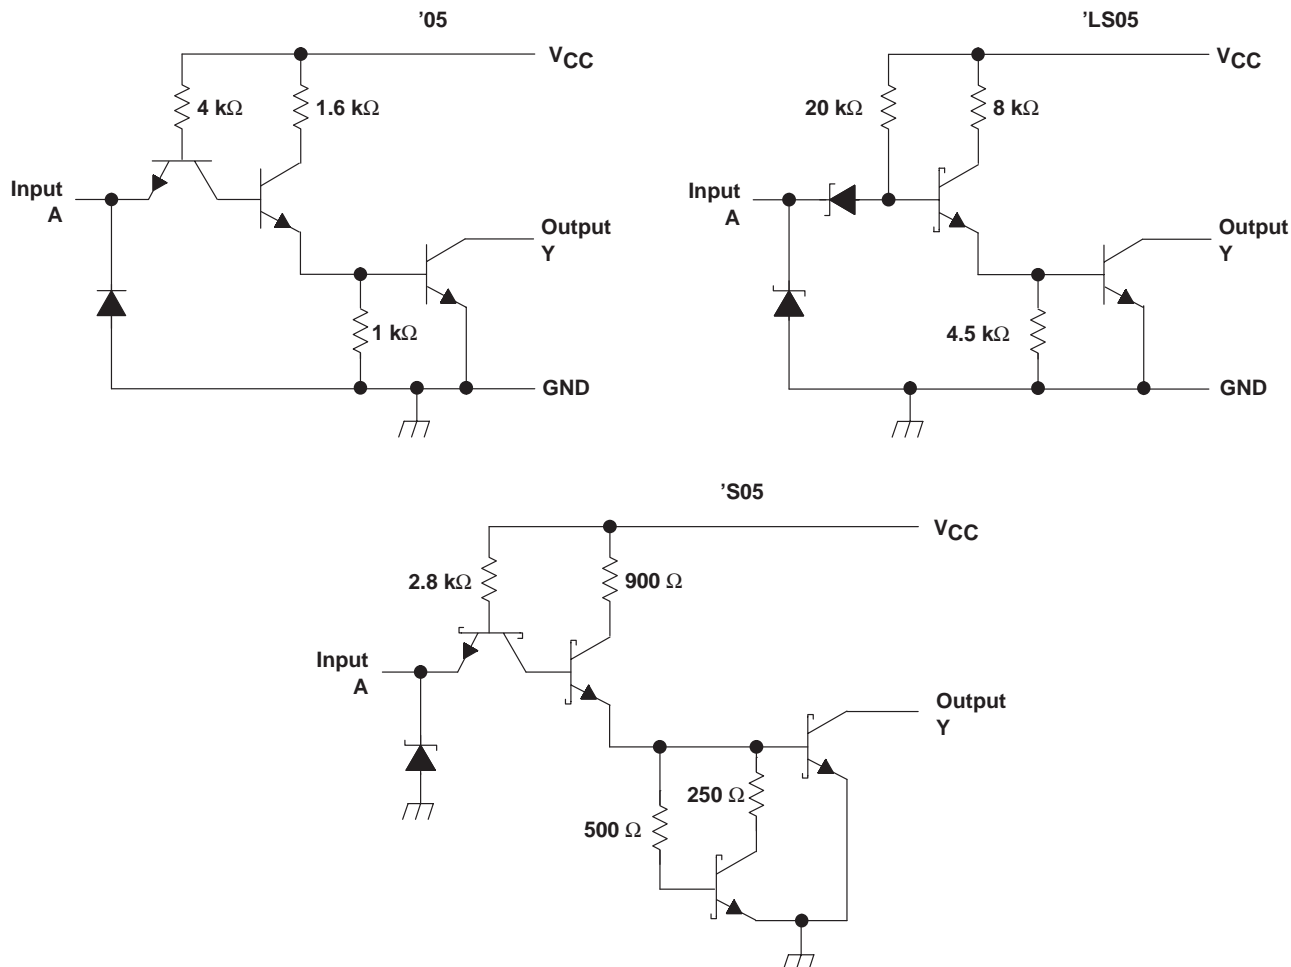 ’05
VCC
4 kΩ
1.6 kΩ
Input
A
Output
Y
1 kΩ
GND
’LS05
VCC
20 kΩ
8 kΩ
Input
A
Output
Y
4.5 kΩ
GND
’S05
VCC
2.8 kΩ
900 Ω
Input
A
Output
Y
250 Ω
500 Ω